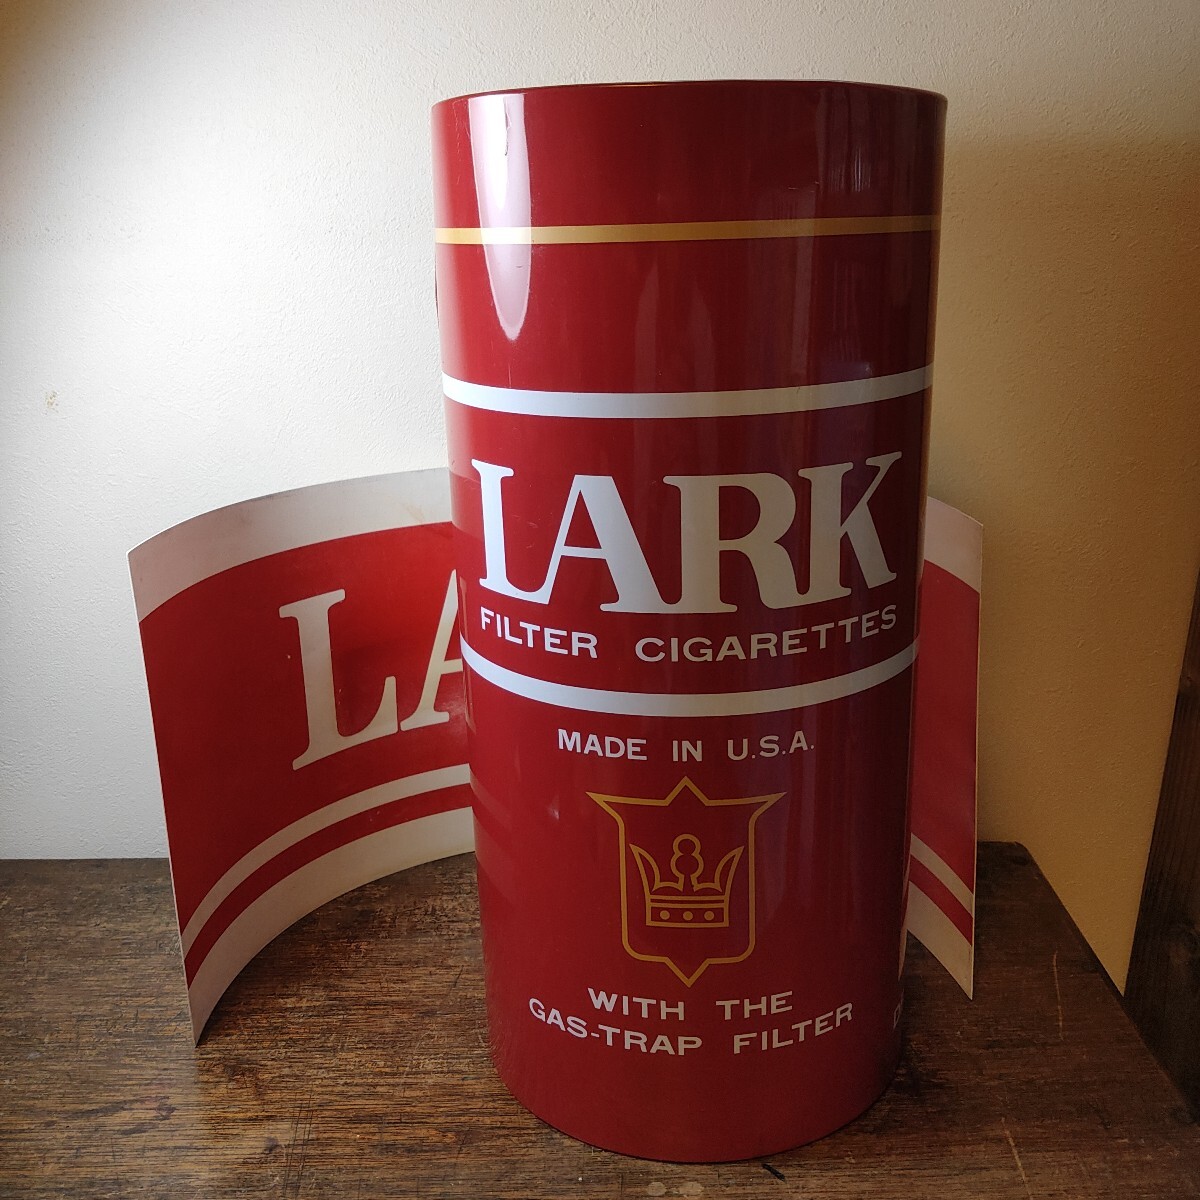 LARK
FILTER CIGARETTES
MADE IN U.S.A.
WITH THE
GAS-TRAP FILTER
LA